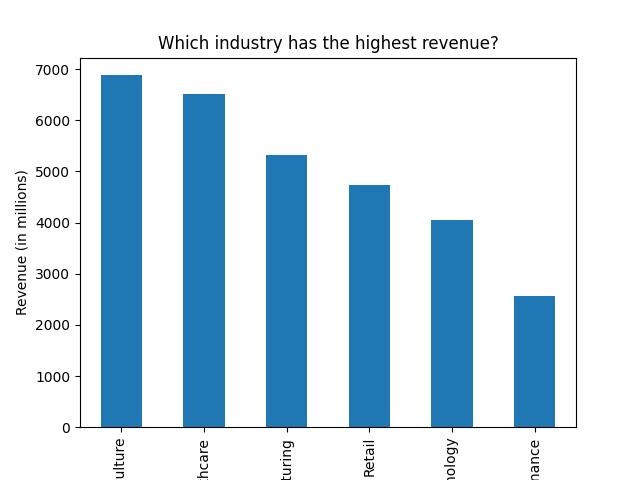 Which industry has the highest revenue?
Revenue (in millions)
7000
6000
5000
4000
3000
2000
1000
0
ulture
hcare
turing
Retail
nology
nance